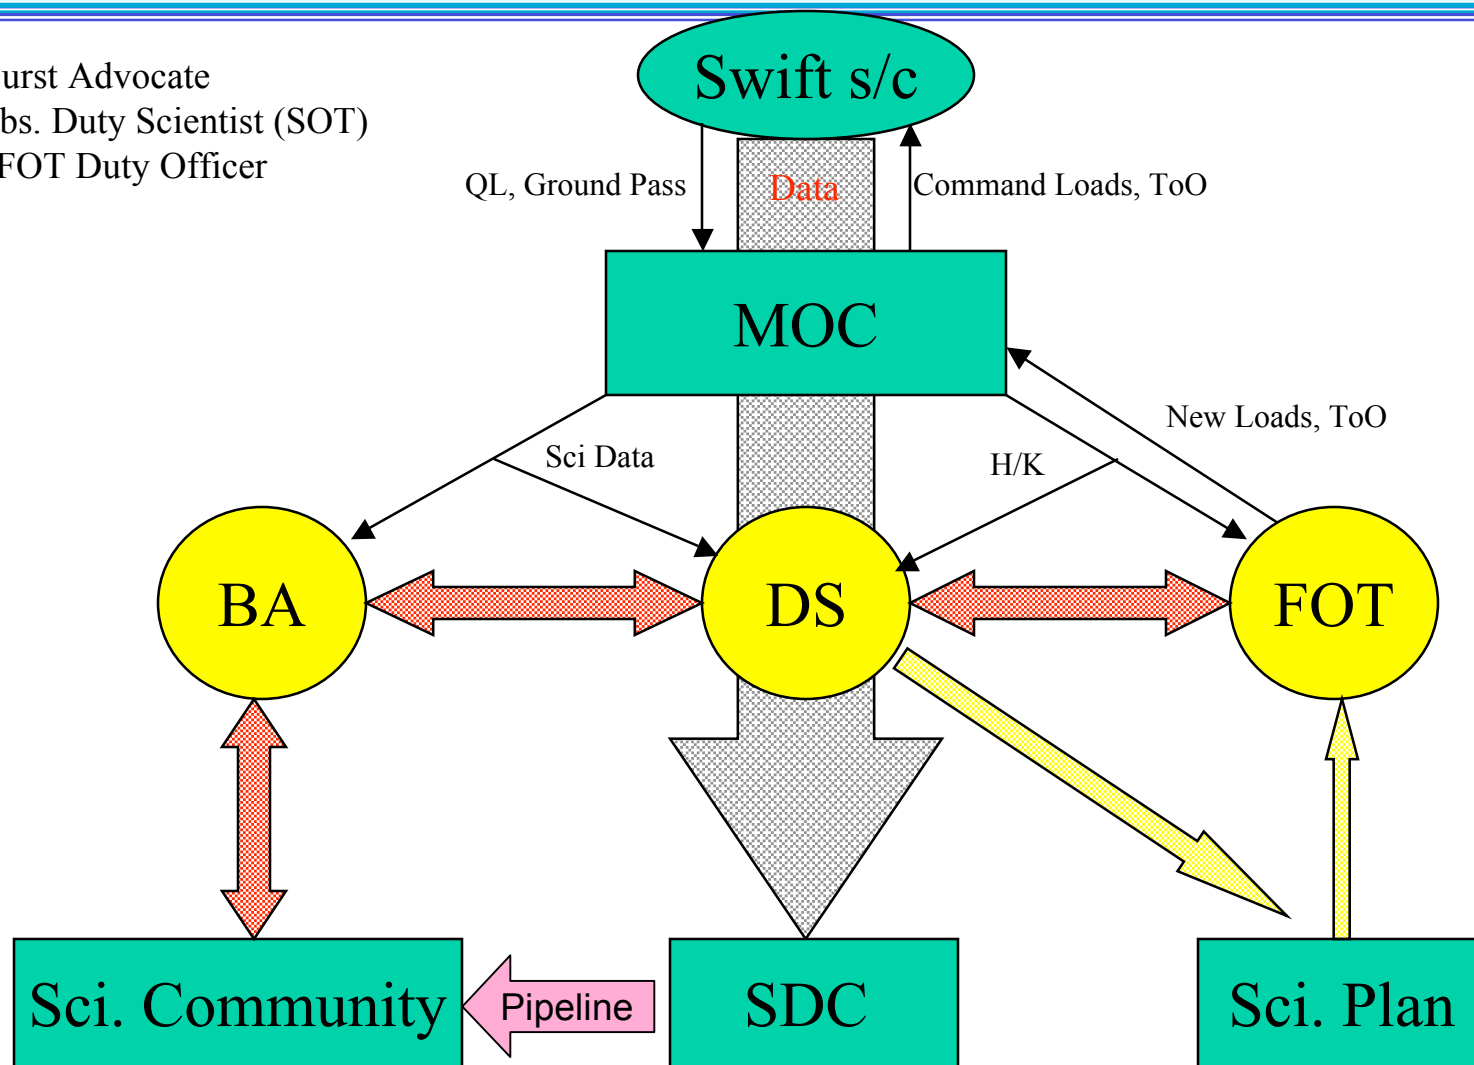 urst Advocate
bs. Duty Scientist (SOT)
FOT Duty Officer
Swift s/c
QL, Ground Pass
Data
Command Loads, ToO
MOC
New Loads, ToO
Sci Data
H/K
BA
DS
FOT
Sci. Community
Pipeline
SDC
Sci. Plan